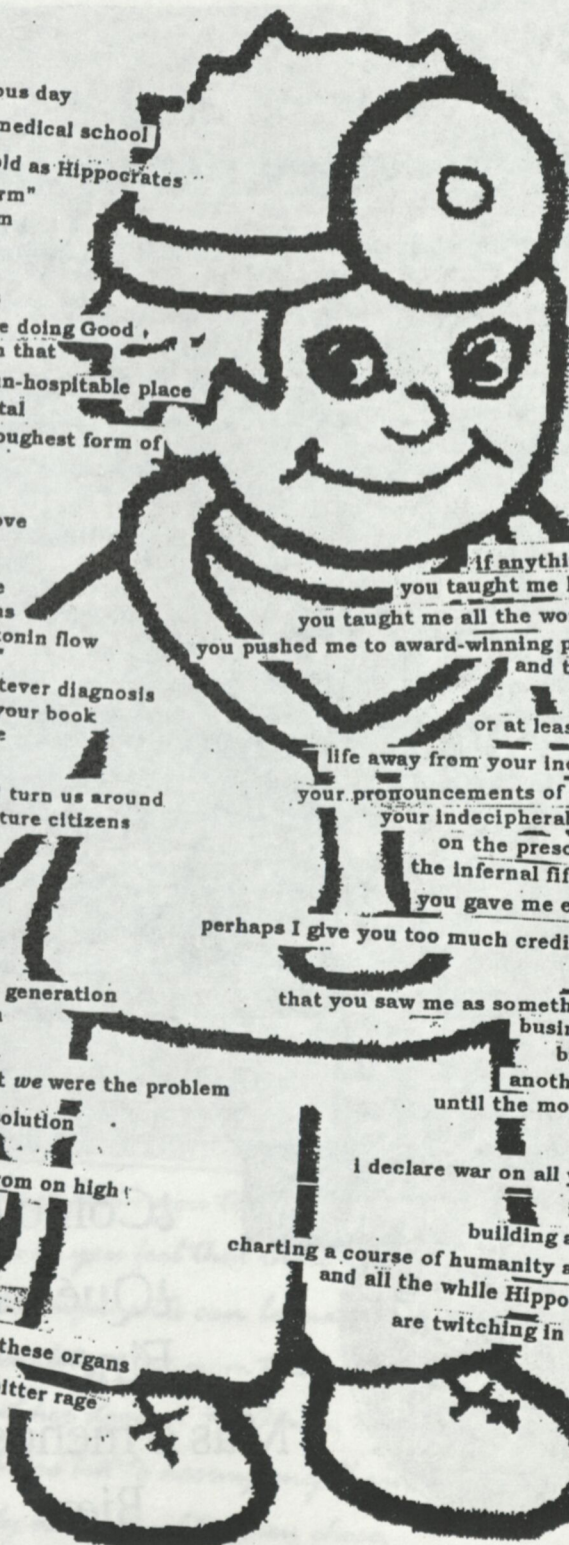 ous day
medical school
old as Hippocrates
rm"
n
e doing Good
n that
in-hospitable place
tal
oughest form of
ove
e
ns
tonin flow
tever diagnosis
your book
e
turn us around
ture citizens
generation
t we were the problem
olution
rom on high
these organs
itter rage
if anythi
you taught me
you taught me all the wo
you pushed me to award-winning p
and t
or at leas
life away from your in
your pronouncements of
your indecipheral
on the presc
the infernal fif
you gave me e
perhaps I give you too much credi
that you saw me as someth
busin
b
anoth
until the mo
i declare war on all y
building a
charting a course of humanity a
and all the while Hippo
are twitching in